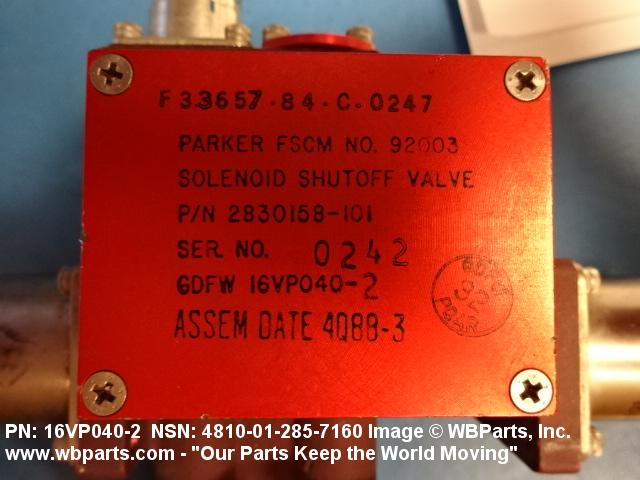 F33657-84-C-0247
PARKER FSCM NO. 92003
SOLENOID SHUTOFF VALVE
P/N 2830158-101
SER. NO. 0242
GDFW 16VP040-2
ASSEM DATE 4Q88-3
PN: 16VP040-2 NSN: 4810-01-285-7160 Image © WBParts, Inc.
www.wbparts.com - "Our Parts Keep the World Moving"